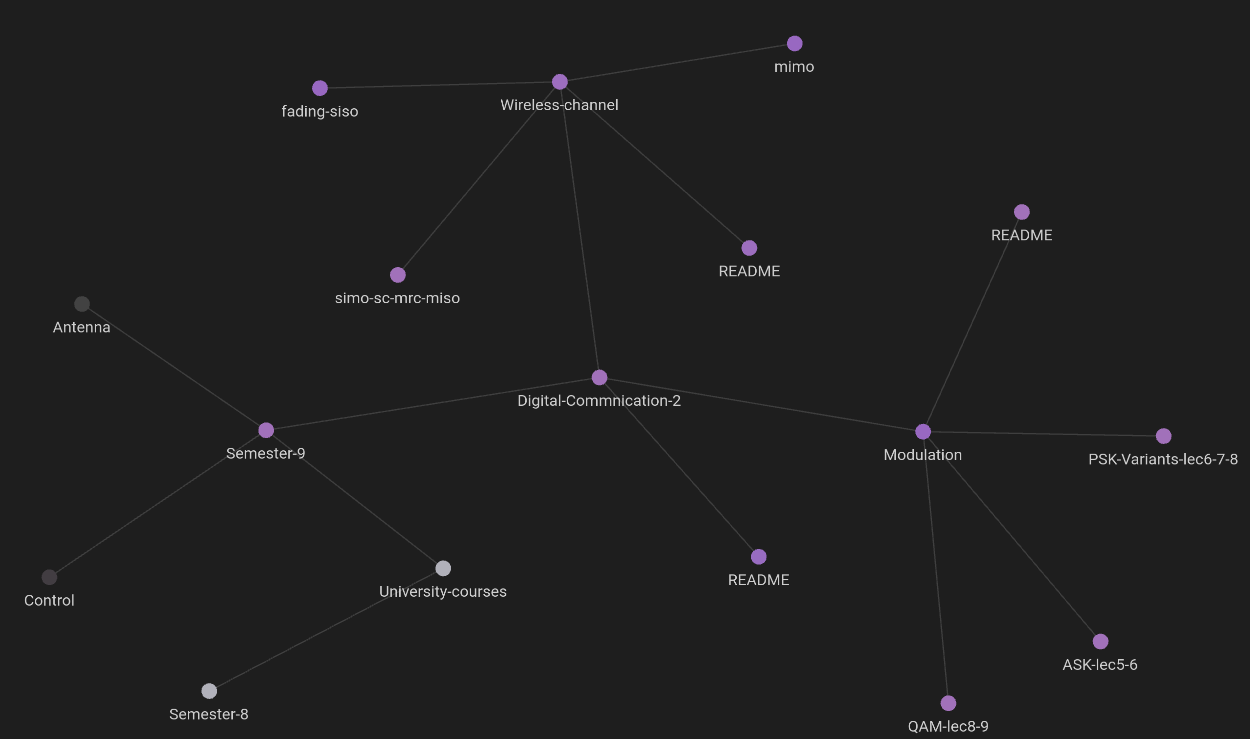 mimo
fading-siso
Wireless-channel
README
README
simo-sc-mrc-miso
Antenna
Digital-Commnication-2
Semester-9
Modulation
PSK-Variants-lec6-7-8
README
University-courses
Control
ASK-lec5-6
Semester-8
QAM-lec8-9